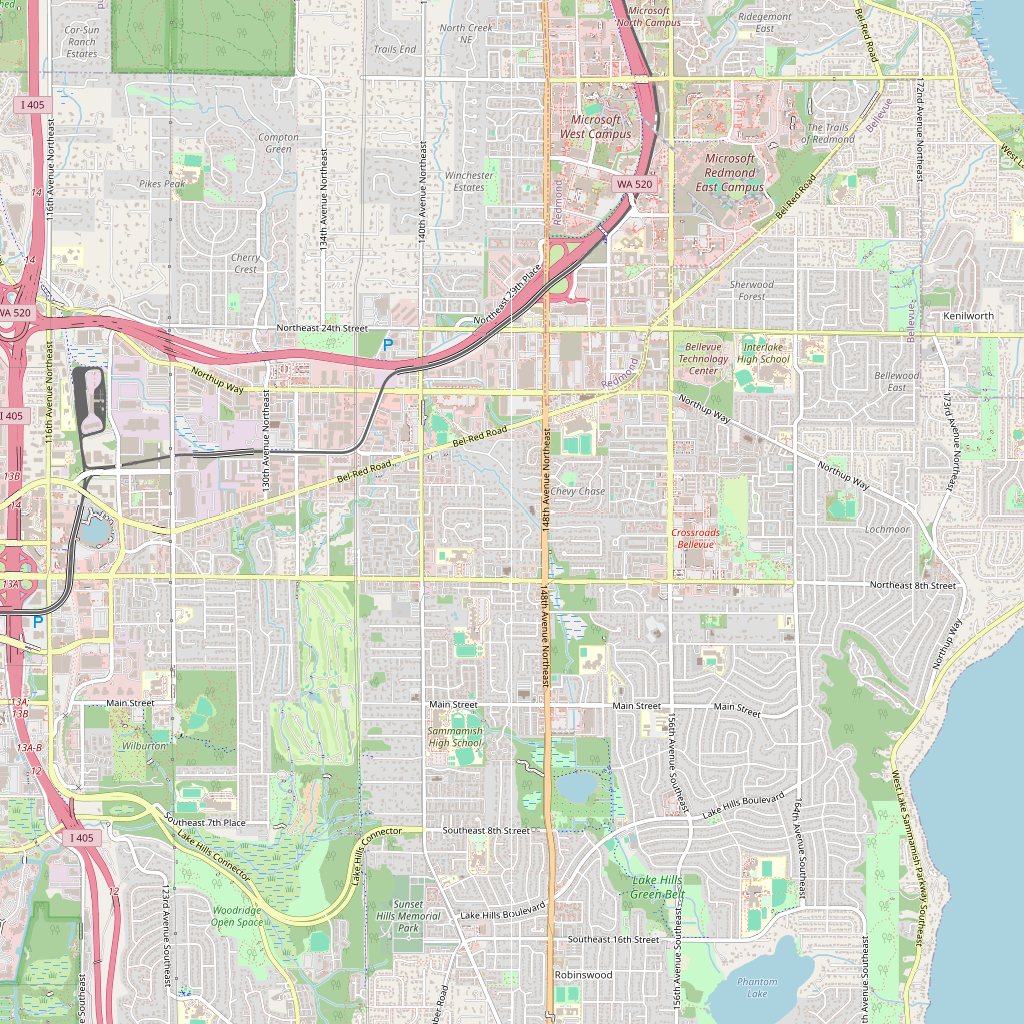 Cor-Sun
Ranch
Estates
Trails End
North Creek
NE
Microsoft
North Campus
Ridgemont
East
Bel-Red Road
I 405
116th Avenue Northeast
14
Compton
Green
134th Avenue Northeast
140th Avenue Northeast
Winchester
Estates
Pikes Peak
Microsoft
West Campus
Microsoft
Redmond
East Campus
The Trails
of Redmond
Bellevue
172nd Avenue Northeast
West L
WA 520
Redmond
Bel-Red Road
Cherry
Crest
14
Northeast 29th Place
Sherwood
Forest
WA 520
Northeast 24th Street
P
Bellevue
Kenilworth
Bellevue
Technology
Center
Interlake
High School
Bellewood
East
Redmond
Northup Way
116th Avenue Northeast
I 405
130th Avenue Northeast
Northup Way
173rd Avenue Northeast
Bel-Red Road
Bel-Red Road
148th Avenue Northeast
13B
14
Chevy Chase
Northup Way
Lochmoor
Crossroads
Bellevue
13A
Northeast 8th Street
148th Avenue Northeast
P
Northup Way
13A
13B
Main Street
Main Street
Main Street
Main Street
156th Avenue Southeast
Wilburton
Sammamish
High School
13A-B
12
West Lake Sammamish Parkway Southeast
164th Avenue Southeast
Lake Hills Boulevard
Southeast 7th Place
Lake Hills Connector
Lake Hills Connector
Southeast 8th Street
I 405
12
123rd Avenue Southeast
Woodridge
Open Space
Sunset
Hills Memorial
Park
Lake Hills Boulevard
Lake Hills
Green Belt
Southeast 16th Street
156th Avenue Southeast
Robinswood
Phantom
Lake
th Avenue Southeast
e Southeast
ber Road